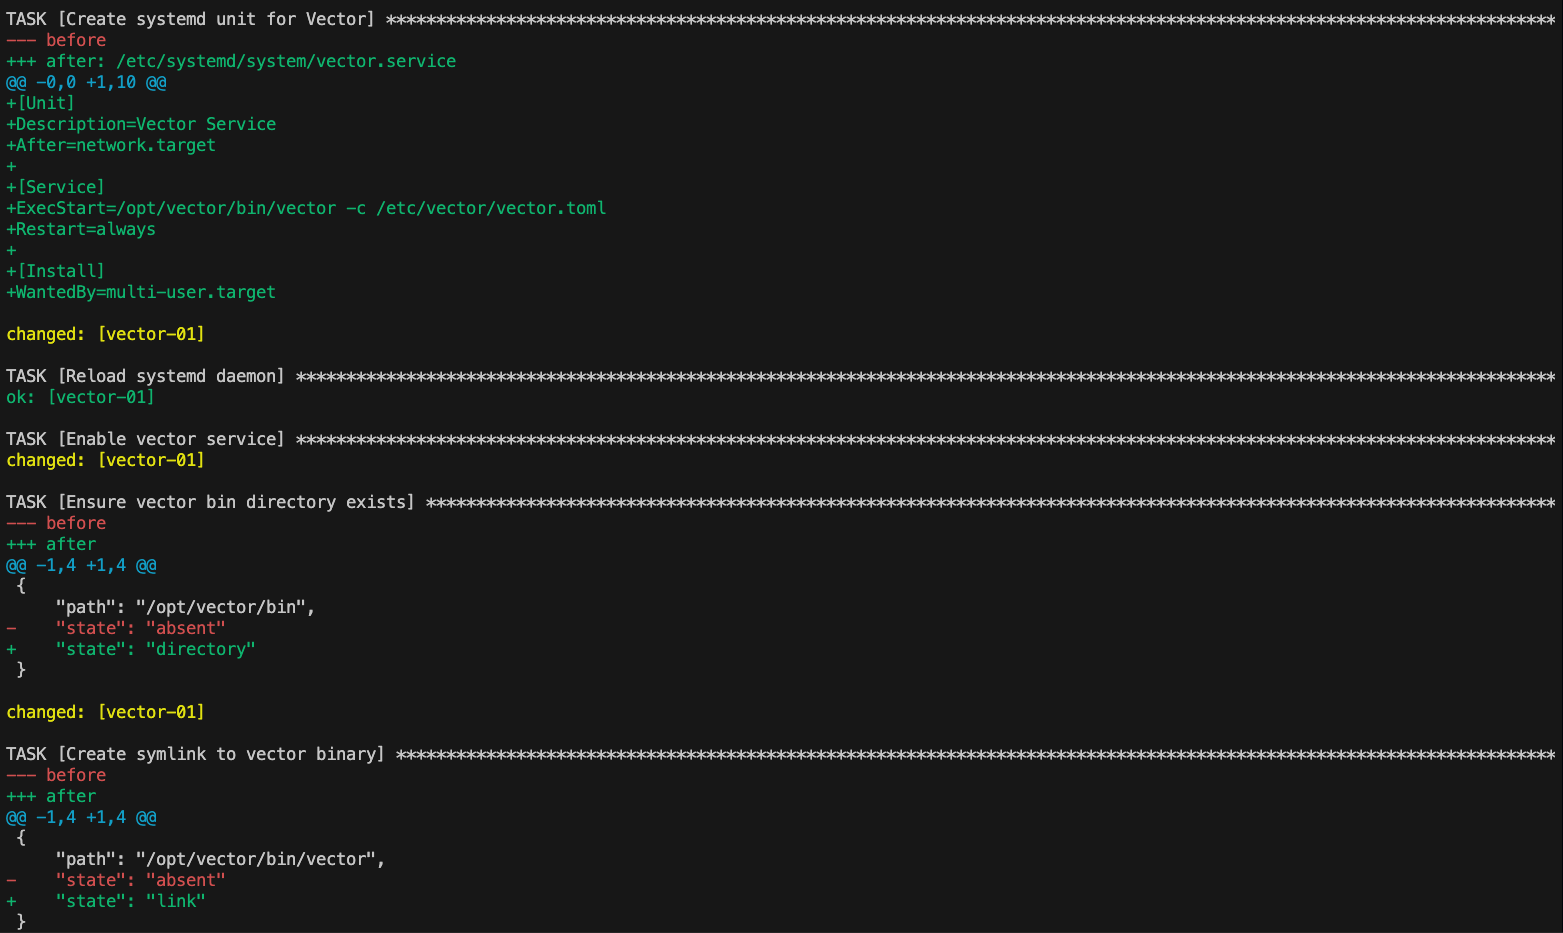 TASK [Create systemd unit for Vector] *********************************************************************************************************************
--- before
+++ after: /etc/systemd/system/vector.service
@@ -0,0 +1,10 @@
+[Unit]
+Description=Vector Service
+After=network.target
+
+[Service]
+ExecStart=/opt/vector/bin/vector -c /etc/vector/vector.toml
+Restart=always
+
+[Install]
+WantedBy=multi-user.target

changed: [vector-01]

TASK [Reload systemd daemon] ******************************************************************************************************************************
ok: [vector-01]

TASK [Enable vector service] ******************************************************************************************************************************
changed: [vector-01]

TASK [Ensure vector bin directory exists] *****************************************************************************************************************
--- before
+++ after
@@ -1,4 +1,4 @@
 {
     "path": "/opt/vector/bin",
-    "state": "absent"
+    "state": "directory"
 }

changed: [vector-01]

TASK [Create symlink to vector binary] ********************************************************************************************************************
--- before
+++ after
@@ -1,4 +1,4 @@
 {
     "path": "/opt/vector/bin/vector",
-    "state": "absent"
+    "state": "link"
 }